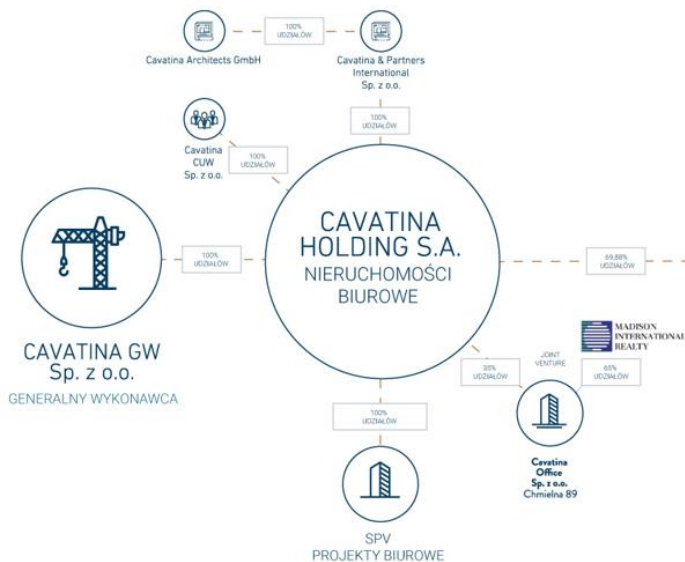 100%
UDZIAŁÓW
Cavatina Architects GmbH
Cavatina & Partners
International
Sp. z o.o.
100%
UDZIAŁÓW
Cavatina
CUW
Sp. z o.o.
100%
UDZIAŁÓW
CAVATINA
HOLDING S.A.
NIERUCHOMOŚCI
BIUROWE
100%
UDZIAŁÓW
69,88%
UDZIAŁÓW
CAVATINA GW
Sp. z o.o.
GENERALNY WYKONAWCA
MADISON
INTERNATIONAL
REALTY
JOINT
VENTURE
35%
UDZIAŁÓW
65%
UDZIAŁÓW
100%
UDZIAŁÓW
Cavatina
Office
Sp. z o.o.
Chmielna 89
SPV
PROJEKTY BIUROWE